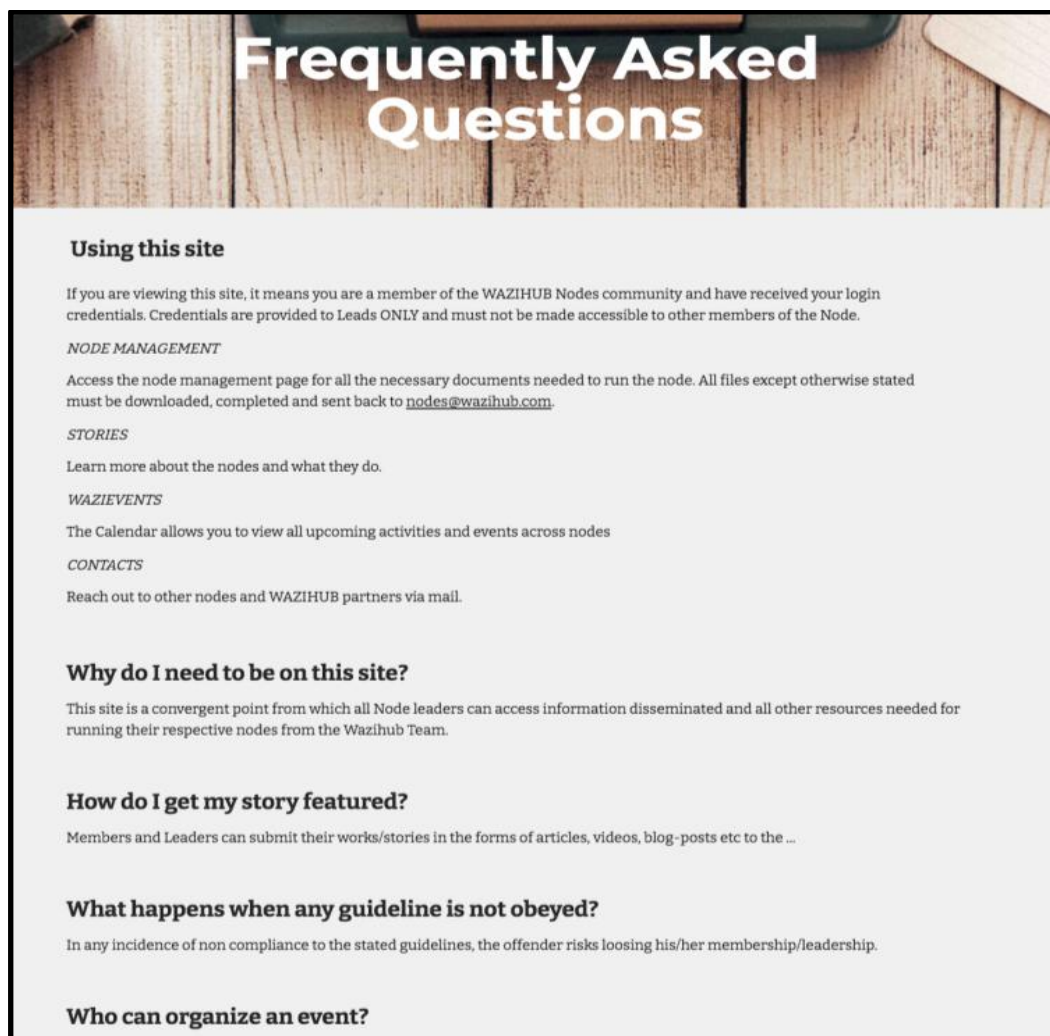 Frequently Asked
Questions
Using this site
If you are viewing this site, it means you are a member of the WAZIHUB Nodes community and have received your login
credentials. Credentials are provided to Leads ONLY and must not be made accessible to other members of the Node.
NODE MANAGEMENT
Access the node management page for all the necessary documents needed to run the node. All files except otherwise stated
must be downloaded, completed and sent back to nodes@wazihub.com.
STORIES
Learn more about the nodes and what they do.
WAZIEVENTS
The Calendar allows you to view all upcoming activities and events across nodes
CONTACTS
Reach out to other nodes and WAZIHUB partners via mail.
Why do I need to be on this site?
This site is a convergent point from which all Node leaders can access information disseminated and all other resources needed for
running their respective nodes from the Wazihub Team.
How do I get my story featured?
Members and Leaders can submit their works/stories in the forms of articles, videos, blog-posts etc to the ...
What happens when any guideline is not obeyed?
In any incidence of non compliance to the stated guidelines, the offender risks loosing his/her membership/leadership.
Who can organize an event?